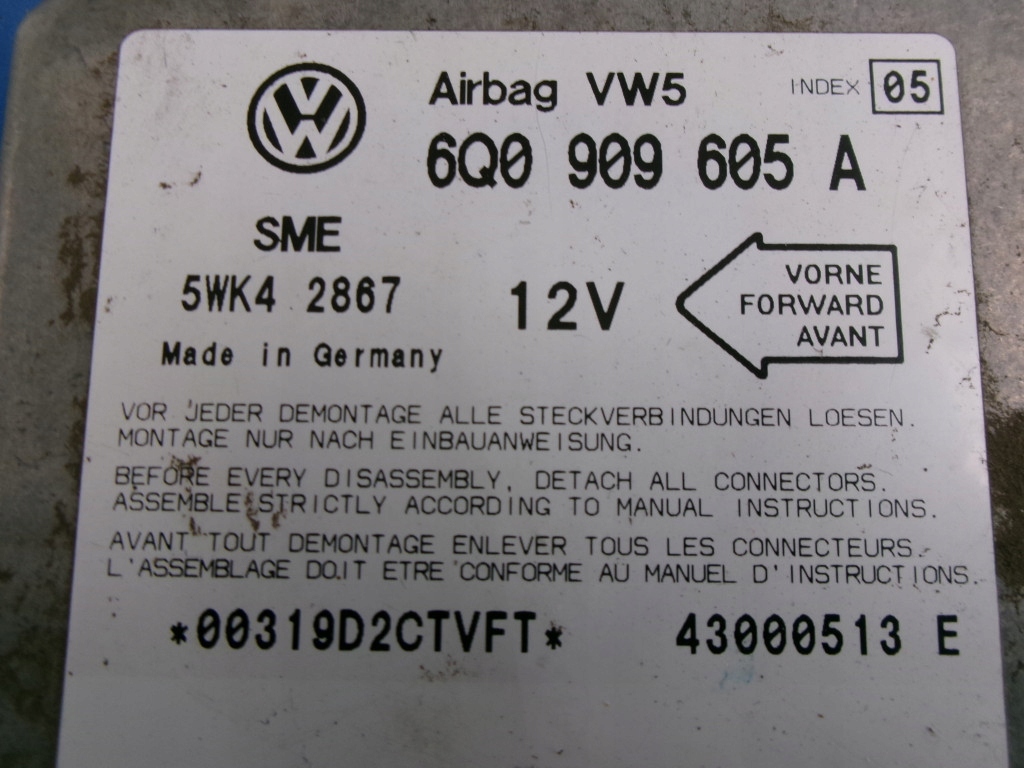 Airbag VW5 INDEX 05
6Q0 909 605 A
SME
5WK4 2867
12V
Made in Germany
VORNE
FORWARD
AVANT
VOR JEDER DEMONTAGE ALLE STECKVERBINDUNGEN LOESEN.
MONTAGE NUR NACH EINBAUANWEISUNG.
BEFORE EVERY DISASSEMBLY, DETACH ALL CONNECTORS.
ASSEMBLE STRICTLY ACCORDING TO MANUAL INSTRUCTIONS.
AVANT TOUT DEMONTAGE ENLEVER TOUS LES CONNECTEURS.
L'ASSEMBLAGE DOIT ETRE CONFORME AU MANUEL D'INSTRUCTIONS.
*00319D2CTVFT* 43000513 E